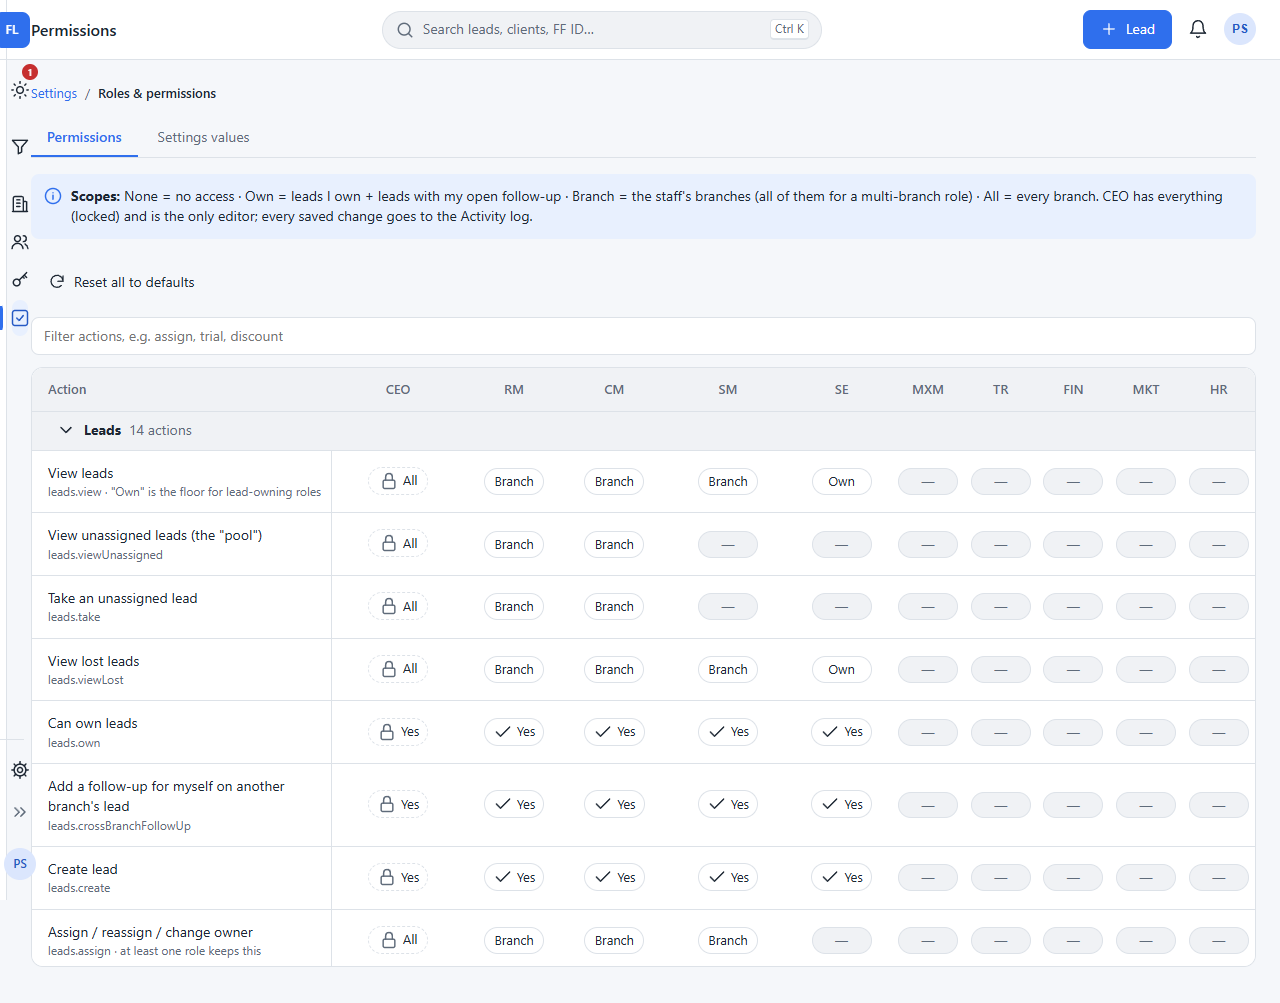 FL
Permissions
Search leads, clients, FF ID...
Ctrl K
+ Lead
PS
1
Settings / Roles & permissions
Permissions
Settings values
Scopes: None = no access · Own = leads I own + leads with my open follow-up · Branch = the staff's branches (all of them for a multi-branch role) · All = every branch. CEO has everything
(locked) and is the only editor; every saved change goes to the Activity log.
Reset all to defaults
Filter actions, e.g. assign, trial, discount
Action CEO RM CM SM SE MXM TR FIN MKT HR
Leads 14 actions
View leads
leads.view · "Own" is the floor for lead-owning roles
All Branch Branch Branch Own — — — — —
View unassigned leads (the "pool")
leads.viewUnassigned
All Branch Branch — — — — — — —
Take an unassigned lead
leads.take
All Branch Branch — — — — — — —
View lost leads
leads.viewLost
All Branch Branch Branch Own — — — — —
Can own leads
leads.own
Yes Yes Yes Yes Yes — — — — —
Add a follow-up for myself on another
branch's lead
leads.crossBranchFollowUp
Yes Yes Yes Yes Yes — — — — —
PS
Create lead
leads.create
Yes Yes Yes Yes Yes — — — — —
Assign / reassign / change owner
leads.assign · at least one role keeps this
All Branch Branch Branch — — — — — —